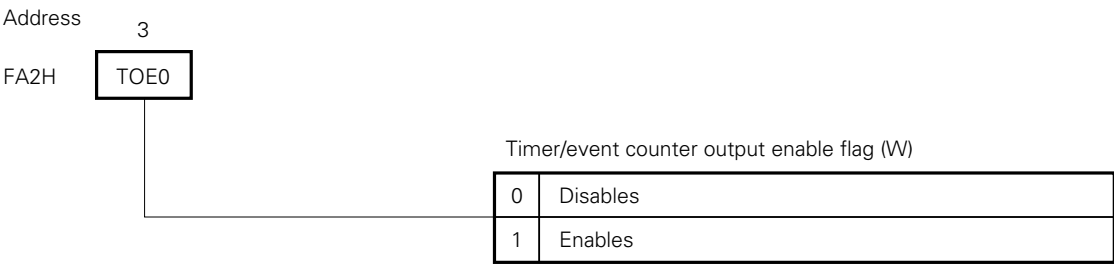 Address
3
FA2H TOE0
Timer/event counter output enable flag (W)
0 Disables
1 Enables